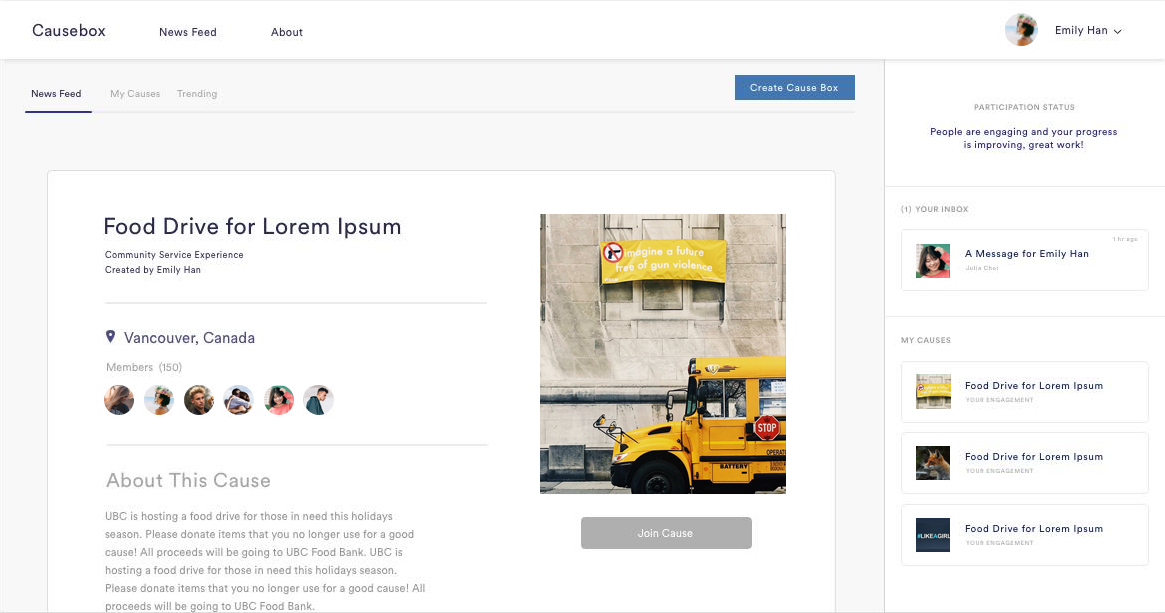 Causebox
News Feed
About
Emily Han
News Feed
My Causes
Trending
Create Cause Box
Food Drive for Lorem Ipsum
Community Service Experience
Created by Emily Han
Vancouver, Canada
Members (150)
About This Cause
UBC is hosting a food drive for those in need this holidays
season. Please donate items that you no longer use for a good
cause! All proceeds will be going to UBC Food Bank. UBC is
hosting a food drive for those in need this holidays season.
Please donate items that you no longer use for a good cause! All
proceeds will be going to UBC Food Bank.
imagine a future
free of gun violence
STOP
BATTERY
Join Cause
PARTICIPATION STATUS
People are engaging and your progress
is improving, great work!
(1) YOUR INBOX
1 hr ago
A Message for Emily Han
Julia Chor
MY CAUSES
Food Drive for Lorem Ipsum
YOUR ENGAGEMENT
Food Drive for Lorem Ipsum
YOUR ENGAGEMENT
#LIKEAGIRL
Food Drive for Lorem Ipsum
YOUR ENGAGEMENT